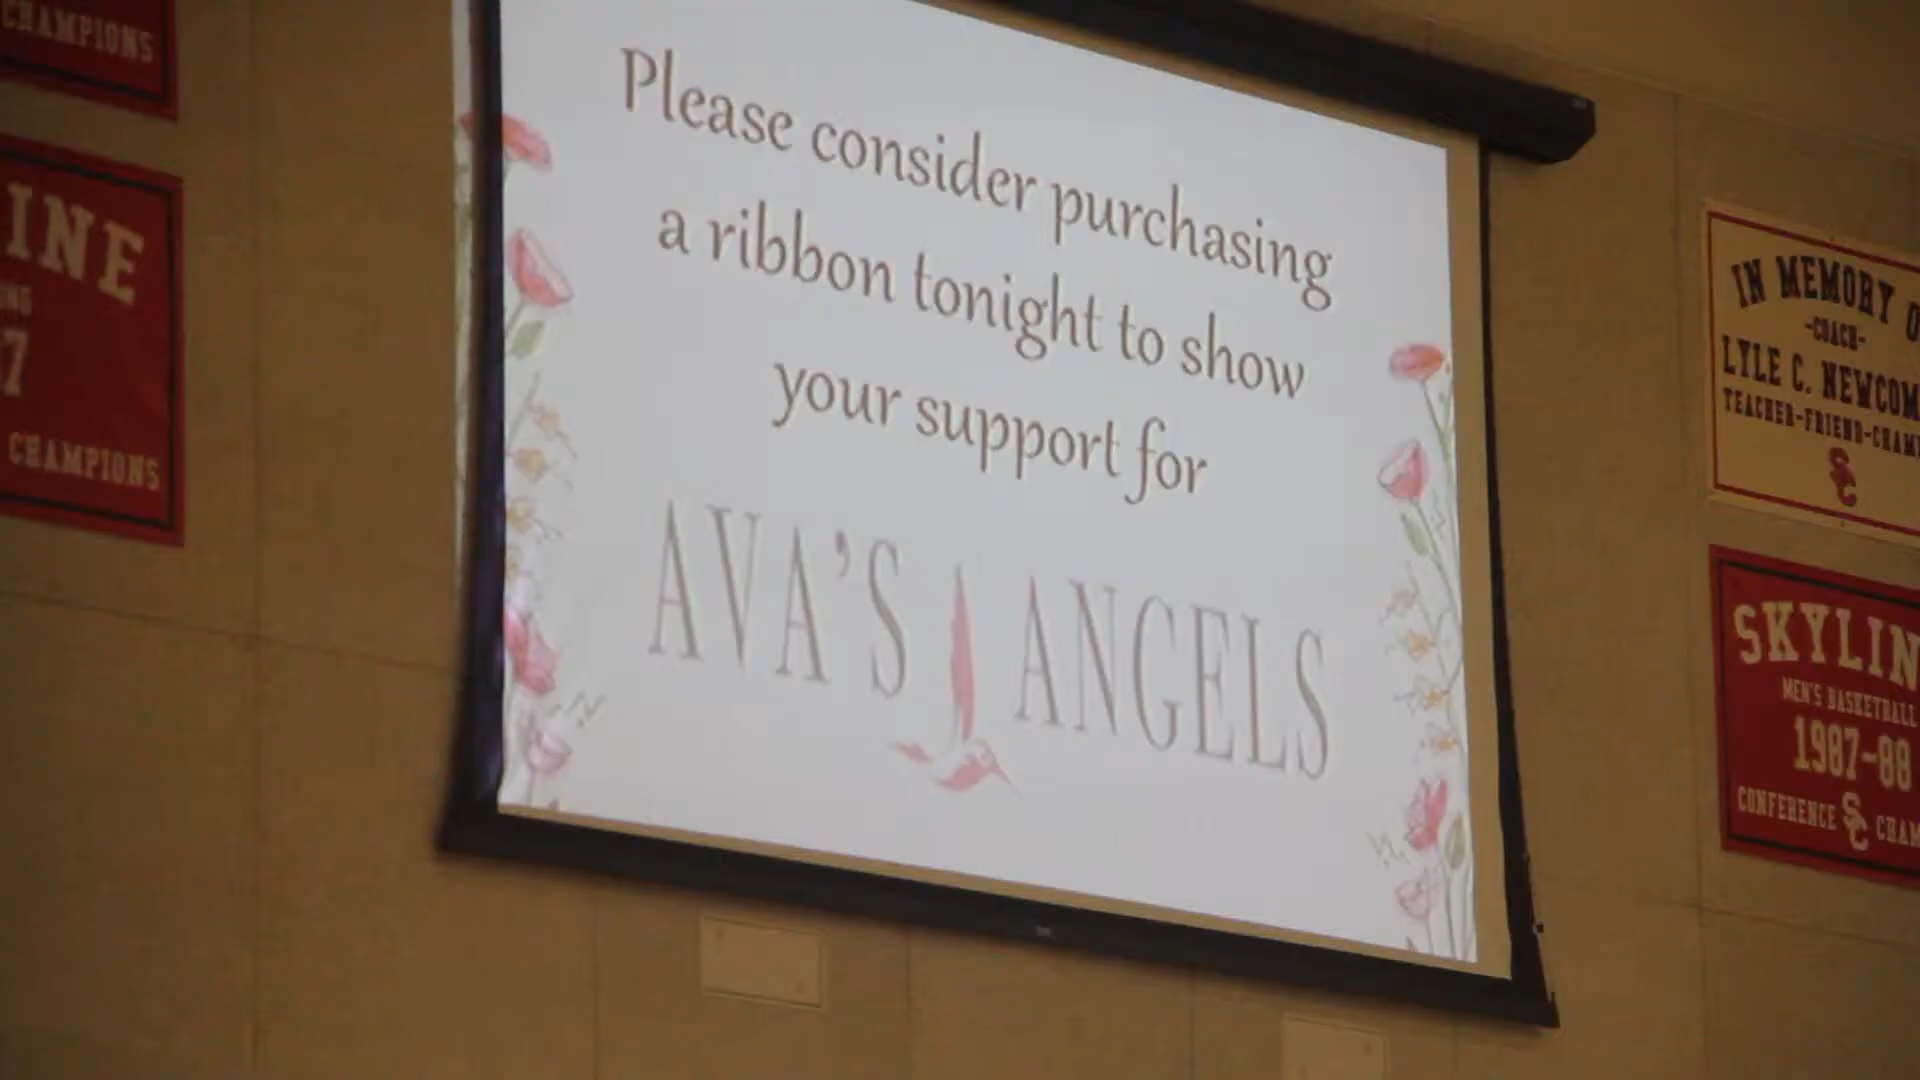 CHAMPIONS
INE
7
CHAMPIONS
Please consider purchasing
a ribbon tonight to show
your support for
AVA'S ANGELS
IN MEMORY O
-COACH-
LYLE C. NEWCOM
TEACHER-FRIEND-CHAM
SC
SKYLIN
MEN'S BASKETBALL
1987-88
CONFERENCE SC CHAM